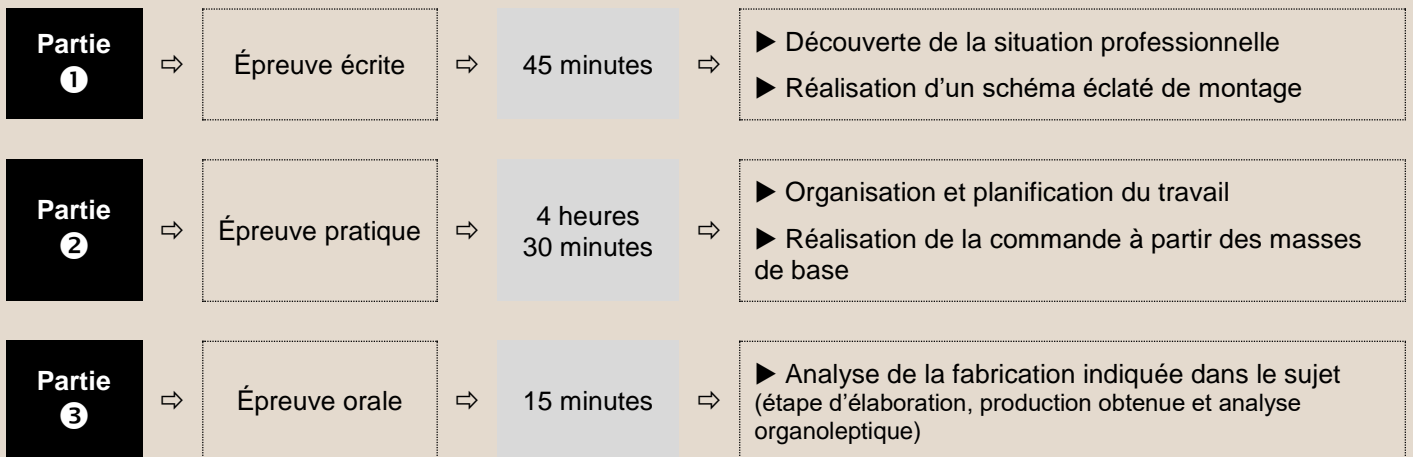 Partie
❶
⇨
Épreuve écrite
⇨
45 minutes
⇨
► Découverte de la situation professionnelle
► Réalisation d’un schéma éclaté de montage
Partie
❷
⇨
Épreuve pratique
⇨
4 heures
30 minutes
⇨
► Organisation et planification du travail
► Réalisation de la commande à partir des masses
de base
Partie
❸
⇨
Épreuve orale
⇨
15 minutes
⇨
► Analyse de la fabrication indiquée dans le sujet
(étape d’élaboration, production obtenue et analyse
organoleptique)